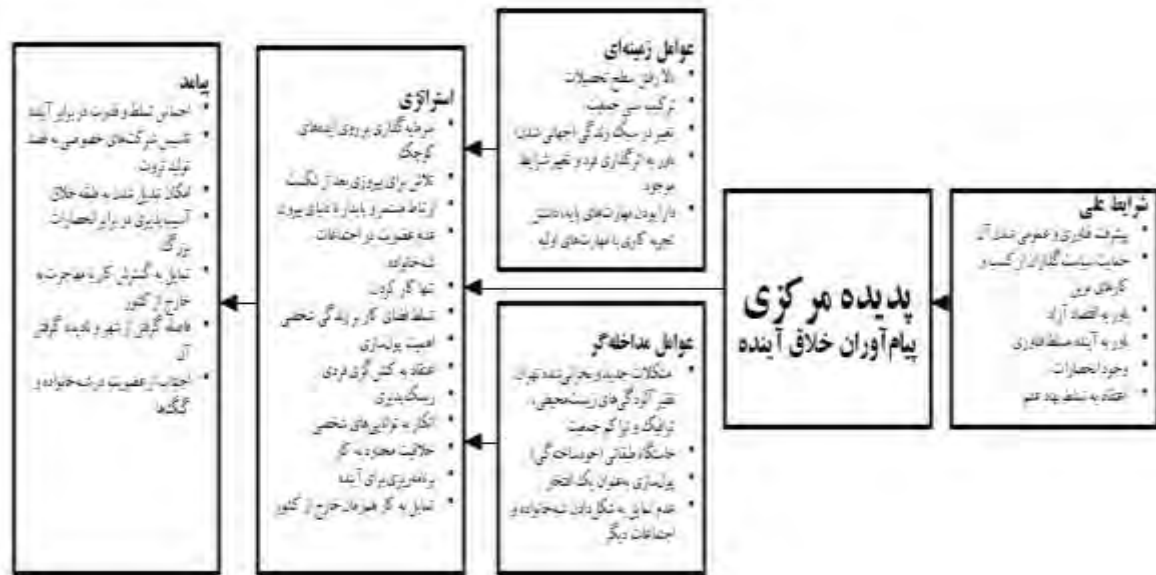 شرایط علی
پیشرفت فناوری و عمومی شدن آن
حمایت سیاست گذاران از کسب و
کارهای نوین
باور به اقتصاد آزاد
باور به آینده مسلط فناوری
وجود انحصارات
اعتقاد به تسلط نهاد علم
پدیده مرکزی
پیام‌آوران خلاق آینده
عوامل زمینه‌ای
بالا رفتن سطح تحصیلات
ترکیب سنی جمعیت
تغییر در سبک زندگی (جهانی شدن)
باور به اثرگذاری فرد و تغییر شرایط
موجود
دارا بودن مهارت‌های پایه، داشتن
تجربه کاری با مهارت‌های اولیه
عوامل مداخله‌گر
مشکلات جدید و بحرانی شده تهران
نظیر آلودگی‌های زیست‌محیطی،
ترافیک و تراکم جمعیت
خاستگاه طبقاتی (خودساختگی)
پول‌سازی به‌عنوان یک افتخار
عدم تمایل به شکل دادن شبه‌خانواده و
اجتماعات دیگر
استراتژی
سرمایه گذاری بر روی ایده‌های
کوچک
تلاش برای پیروزی بعد از شکست
ارتباط مستمر و پایدار با دنیای بیرون
عدم عضویت در اجتماعات
شبه‌خانواده
تنها کار کردن
تسلط فضای کار بر زندگی شخصی
اهمیت پول‌سازی
اعتقاد به کنش گری فردی
ریسک‌پذیری
اتکار به توانایی‌های شخصی
خلاقیت محدود به کار
برنامه‌ریزی برای آینده
تمایل به کار همزمان خارج از کشور
پیامد
احساس تسلط و قدرت در برابر آینده
تاسیس شرکت‌های خصوصی به قصد
تولید ثروت
امکان تبدیل شدن به طبقه خلاق
آسیب‌پذیری در برابر انحصارات
بزرگ
تمایل به گسترش کار یا مهاجرت به
خارج از کشور
فاصله گرفتن از شهر و نادیده گرفتن
آن
اجتناب از عضویت در شبه‌خانواده و
گنگ‌ها